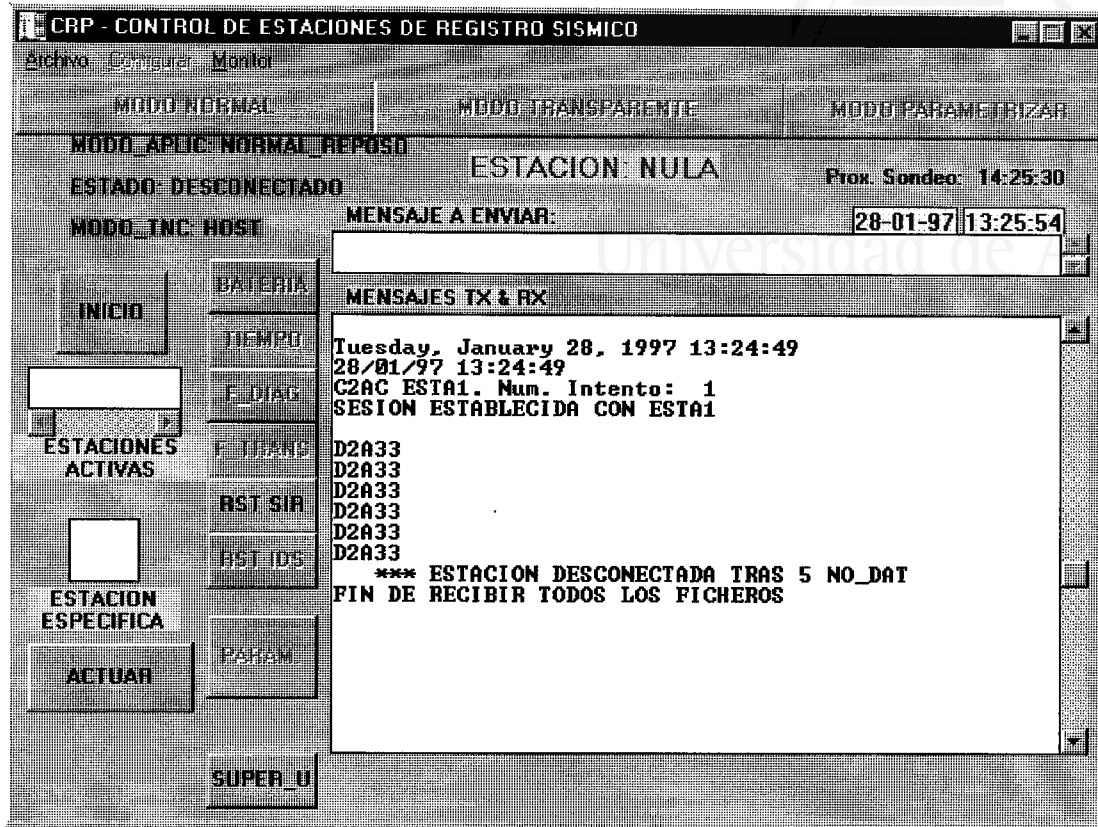 CRP - CONTROL DE ESTACIONES DE REGISTRO SISMICO
Archivo Configurar Monitor
MODO NORMAL MODO TRANSPARENTE MODO PARAMETRIZAR
MODO_APLIC: NORMAL_REPOSO
ESTACION: NULA
ESTADO: DESCONECTADO
Prox. Sondeo: 14:25:30
MODO_TNC: HOST
MENSAJE A ENVIAR:
28-01-97 13:25:54
Universidad de A
INICIO
BATERIA
TIEMPO
F_DIAG
F_TRANS
RST SIR
RST IDS
PARAM.
SUPER_U
ESTACIONES
ACTIVAS
ESTACION
ESPECIFICA
ACTUAR
MENSAJES TX & RX
Tuesday, January 28, 1997 13:24:49
28/01/97 13:24:49
C2AC ESTA1. Num. Intento: 1
SESION ESTABLECIDA CON ESTA1
D2A33
D2A33
D2A33
D2A33
D2A33
D2A33
*** ESTACION DESCONECTADA TRAS 5 NO_DAT
FIN DE RECIBIR TODOS LOS FICHEROS